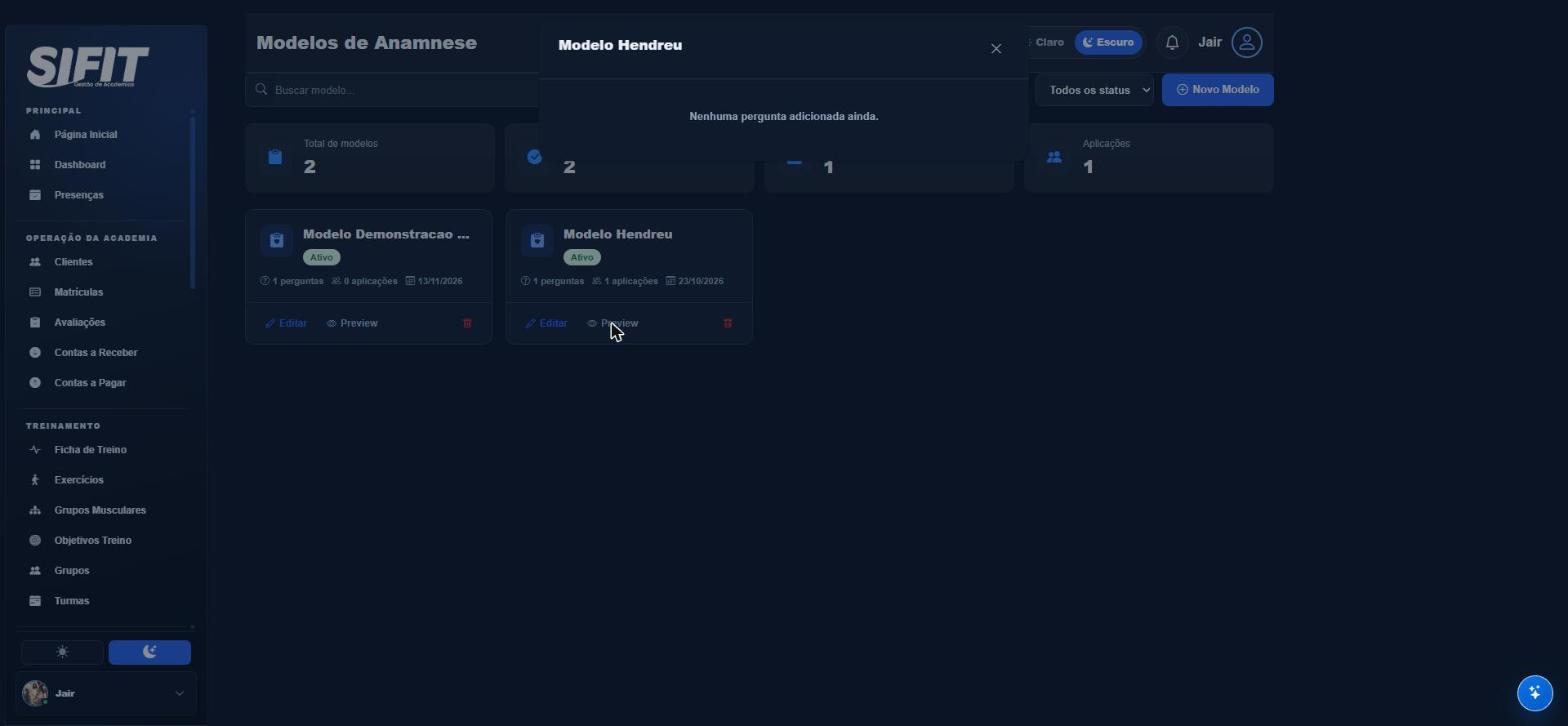 SIFIT
Gestão de Academias
PRINCIPAL
Página Inicial
Dashboard
Presenças
OPERAÇÃO DA ACADEMIA
Clientes
Matrículas
Avaliações
Contas a Receber
Contas a Pagar
TREINAMENTO
Ficha de Treino
Exercícios
Grupos Musculares
Objetivos Treino
Grupos
Turmas
Jair
Modelos de Anamnese
Claro
Escuro
Jair
Buscar modelo...
Todos os status
Novo Modelo
Modelo Hendreu
Nenhuma pergunta adicionada ainda.
Total de modelos
2
2
1
Aplicações
1
Modelo Demonstracao ...
Ativo
1 perguntas 0 aplicações 13/11/2026
Editar Preview
Modelo Hendreu
Ativo
1 perguntas 1 aplicações 23/10/2026
Editar Preview